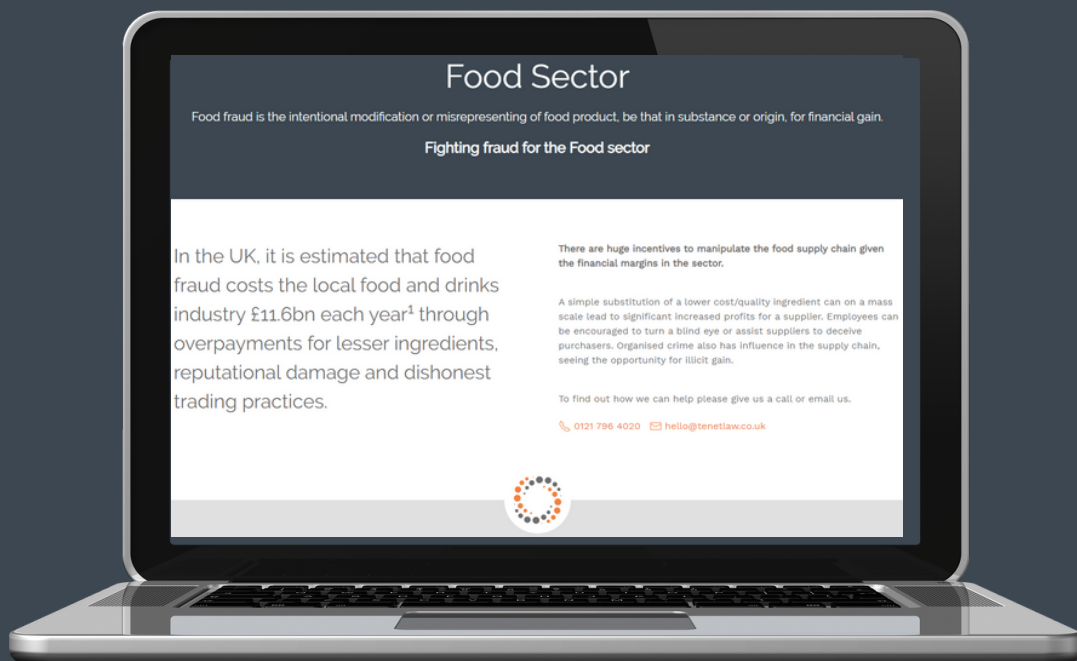 Food Sector
Food fraud is the intentional modification or misrepresenting of food product, be that in substance or origin, for financial gain.
Fighting fraud for the Food sector
In the UK, it is estimated that food
fraud costs the local food and drinks
industry £11.6bn each year¹ through
overpayments for lesser ingredients,
reputational damage and dishonest
trading practices.
There are huge incentives to manipulate the food supply chain given
the financial margins in the sector.
A simple substitution of a lower cost/quality ingredient can on a mass
scale lead to significant increased profits for a supplier. Employees can
be encouraged to turn a blind eye or assist suppliers to deceive
purchasers. Organised crime also has influence in the supply chain,
seeing the opportunity for illicit gain.
To find out how we can help please give us a call or email us.
0121 796 4020 hello@tenetlaw.co.uk